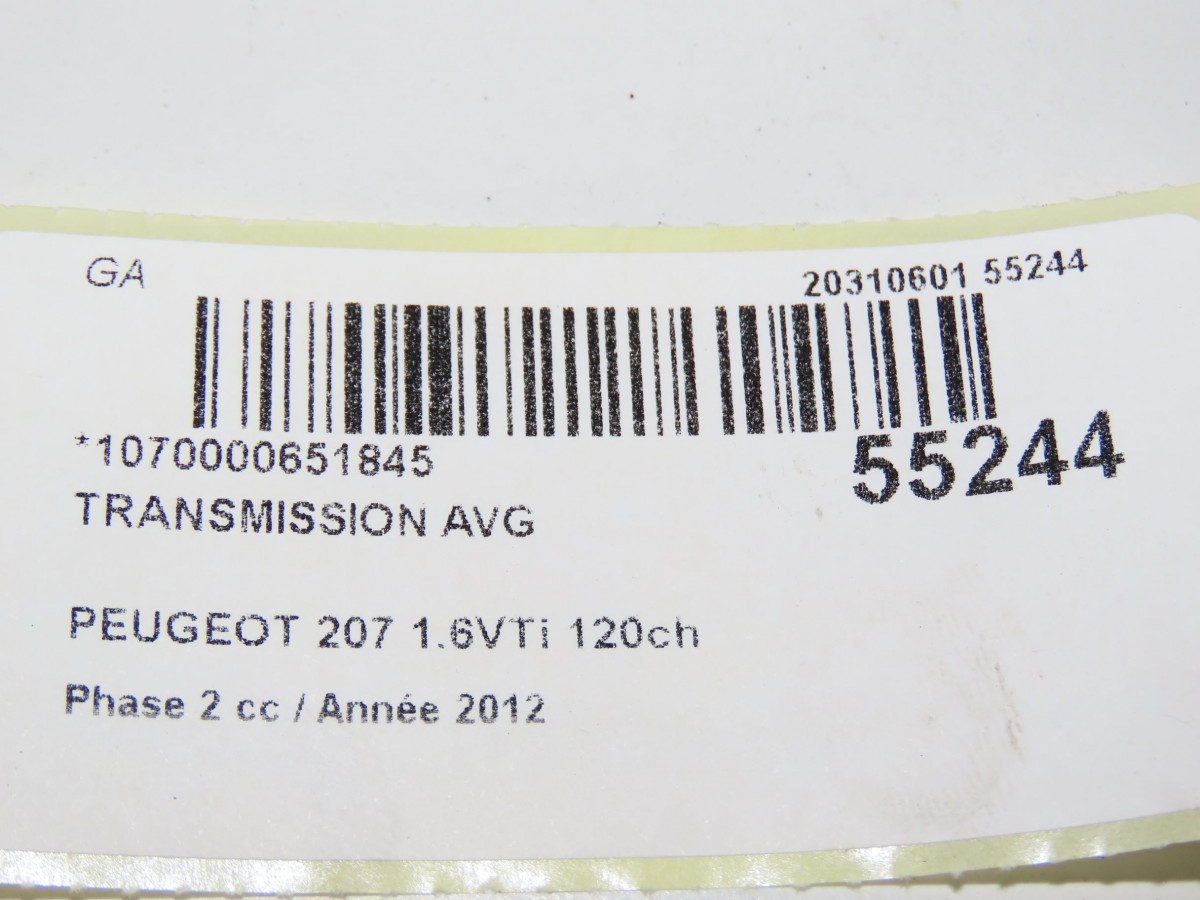 GA
20310601 55244
*1070000651845
55244
TRANSMISSION AVG
PEUGEOT 207 1.6VTi 120ch
Phase 2 cc / Année 2012